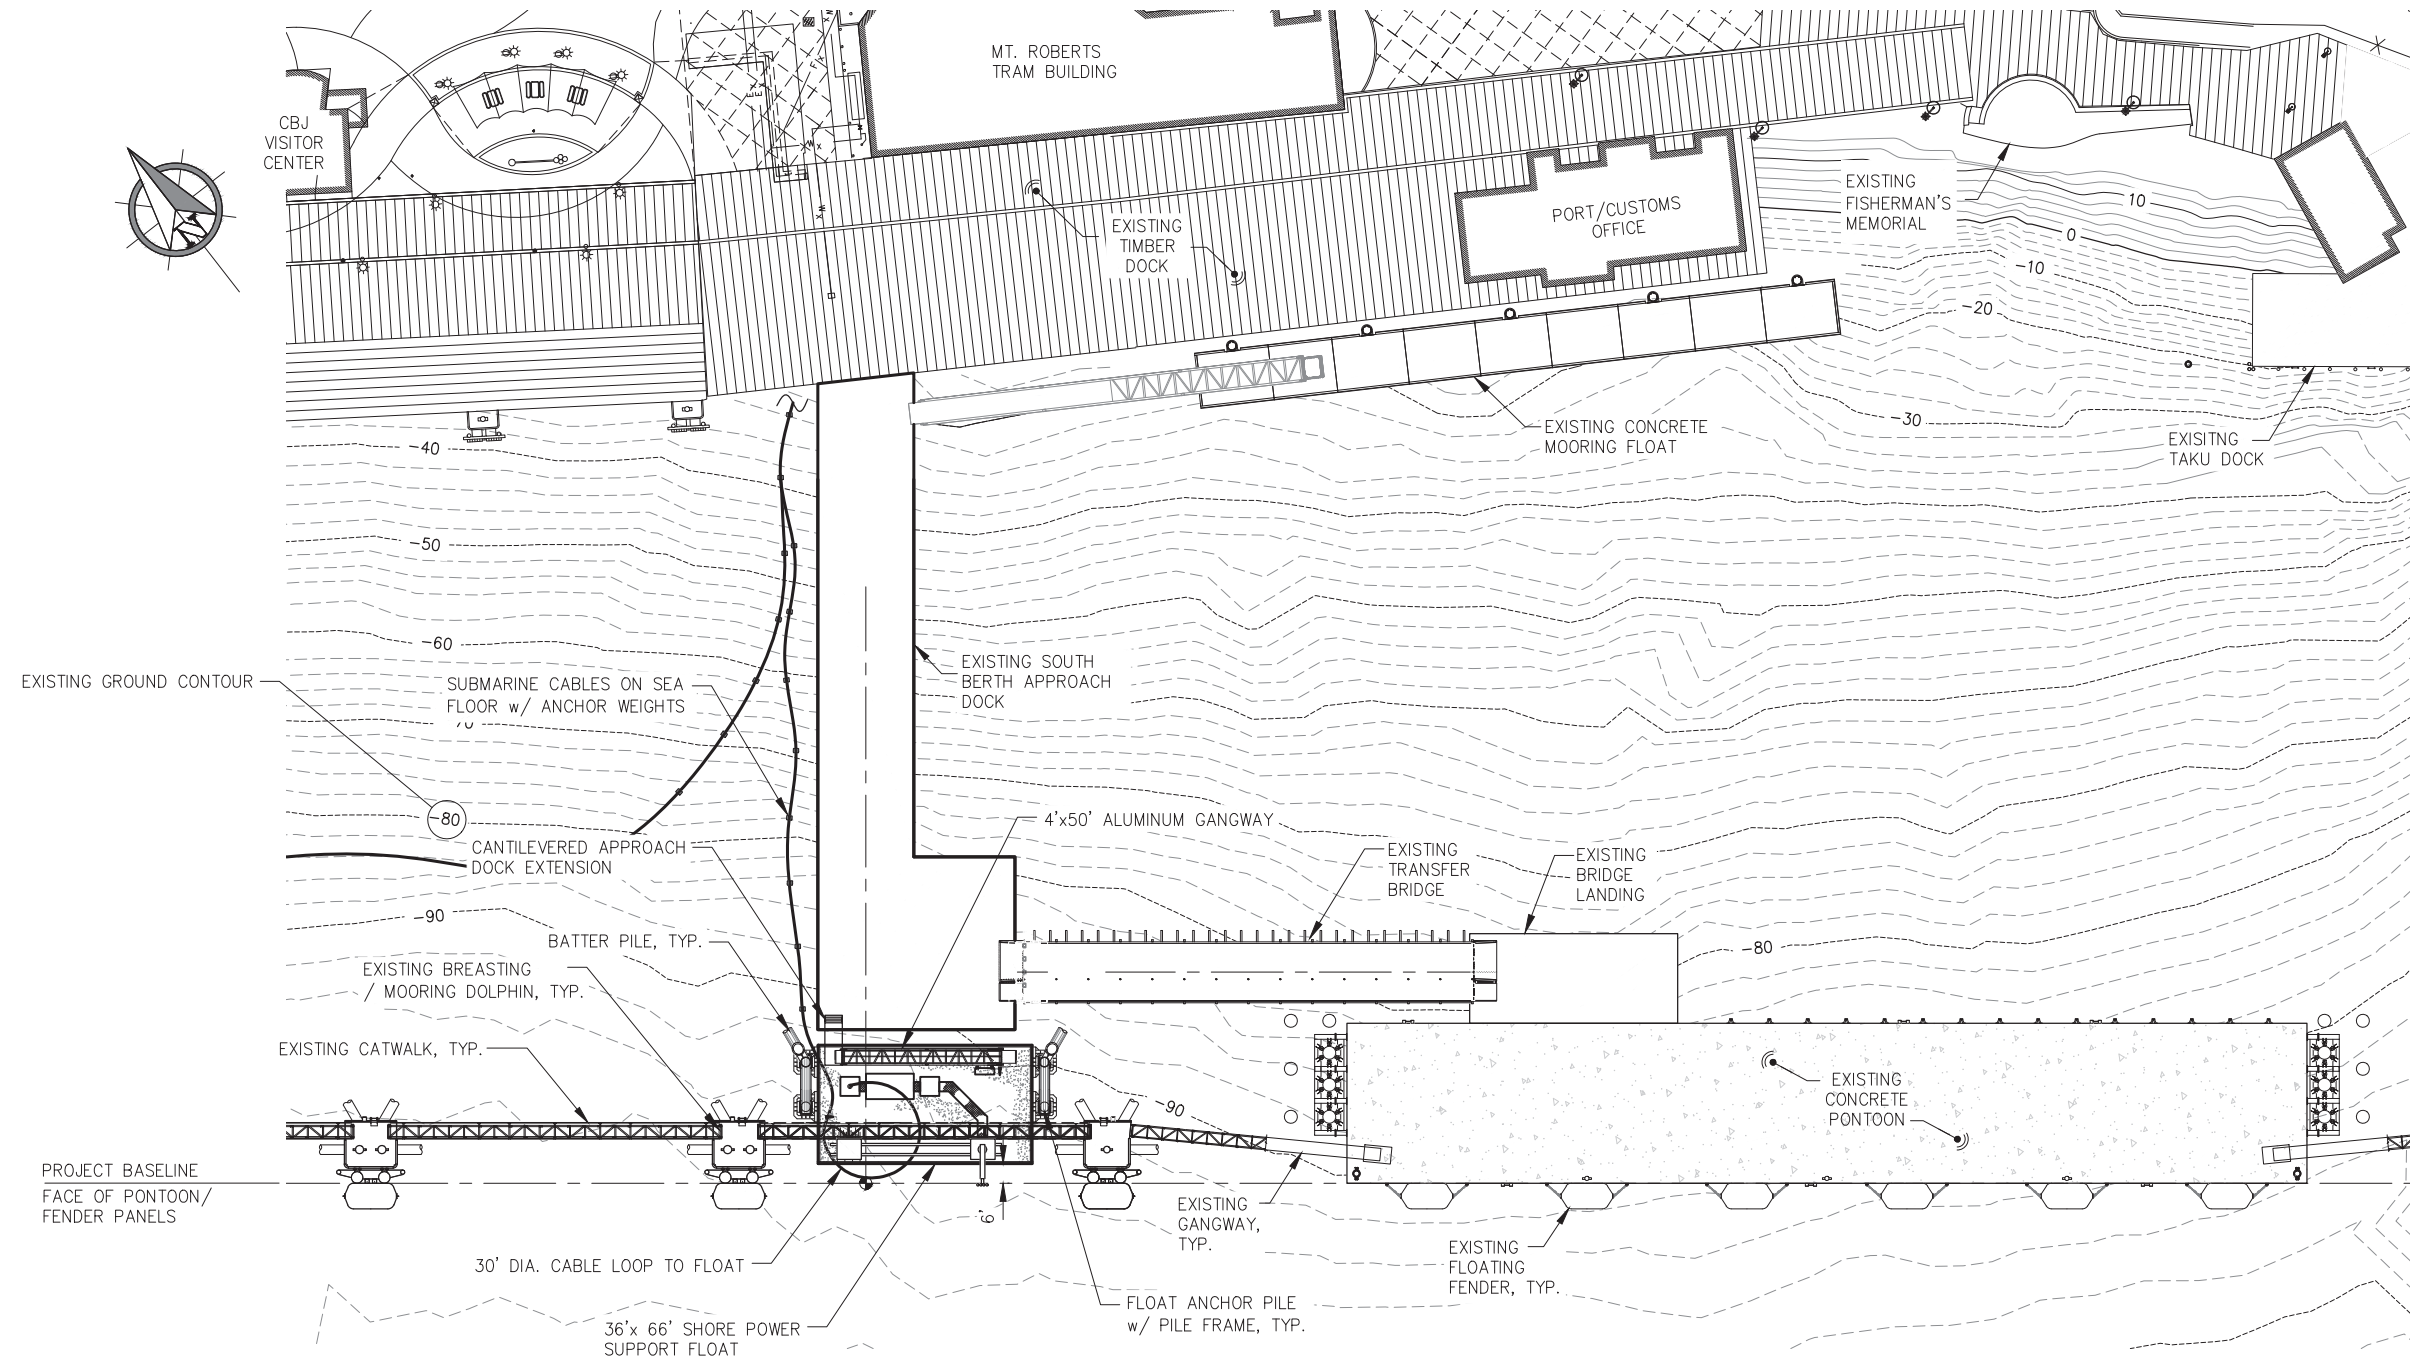 MT. ROBERTS
TRAM BUILDING
CBJ
VISITOR
CENTER
N
EXISTING
TIMBER
DOCK
PORT/CUSTOMS
OFFICE
EXISTING
FISHERMAN'S
MEMORIAL
10
0
-10
-20
-30
EXISTING CONCRETE
MOORING FLOAT
EXISITNG
TAKU DOCK
-40
-50
-60
EXISTING GROUND CONTOUR
SUBMARINE CABLES ON SEA
FLOOR w/ ANCHOR WEIGHTS
EXISTING SOUTH
BERTH APPROACH
DOCK
-80
CANTILEVERED APPROACH
DOCK EXTENSION
4'x50' ALUMINUM GANGWAY
EXISTING
TRANSFER
BRIDGE
EXISTING
BRIDGE
LANDING
-90
BATTER PILE, TYP.
-80
EXISTING BREASTING
/ MOORING DOLPHIN, TYP.
EXISTING CATWALK, TYP.
-90
EXISTING
CONCRETE
PONTOON
PROJECT BASELINE
FACE OF PONTOON/
FENDER PANELS
6'
EXISTING
GANGWAY,
TYP.
EXISTING
FLOATING
FENDER, TYP.
30' DIA. CABLE LOOP TO FLOAT
FLOAT ANCHOR PILE
w/ PILE FRAME, TYP.
36'x 66' SHORE POWER
SUPPORT FLOAT